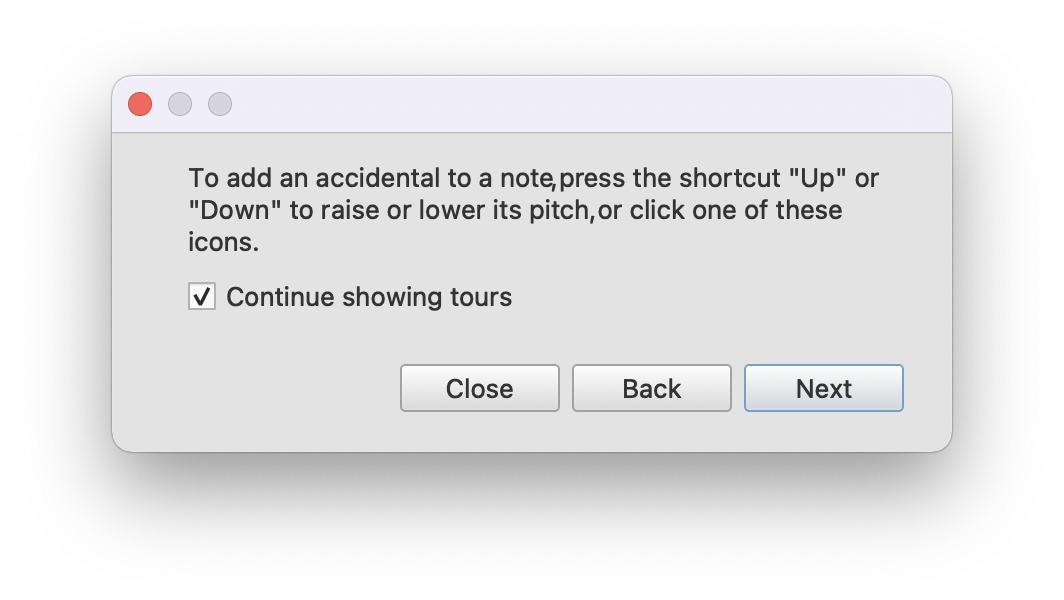 To add an accidental to a note,press the shortcut "Up" or
"Down" to raise or lower its pitch,or click one of these
icons.
Continue showing tours
Close Back Next